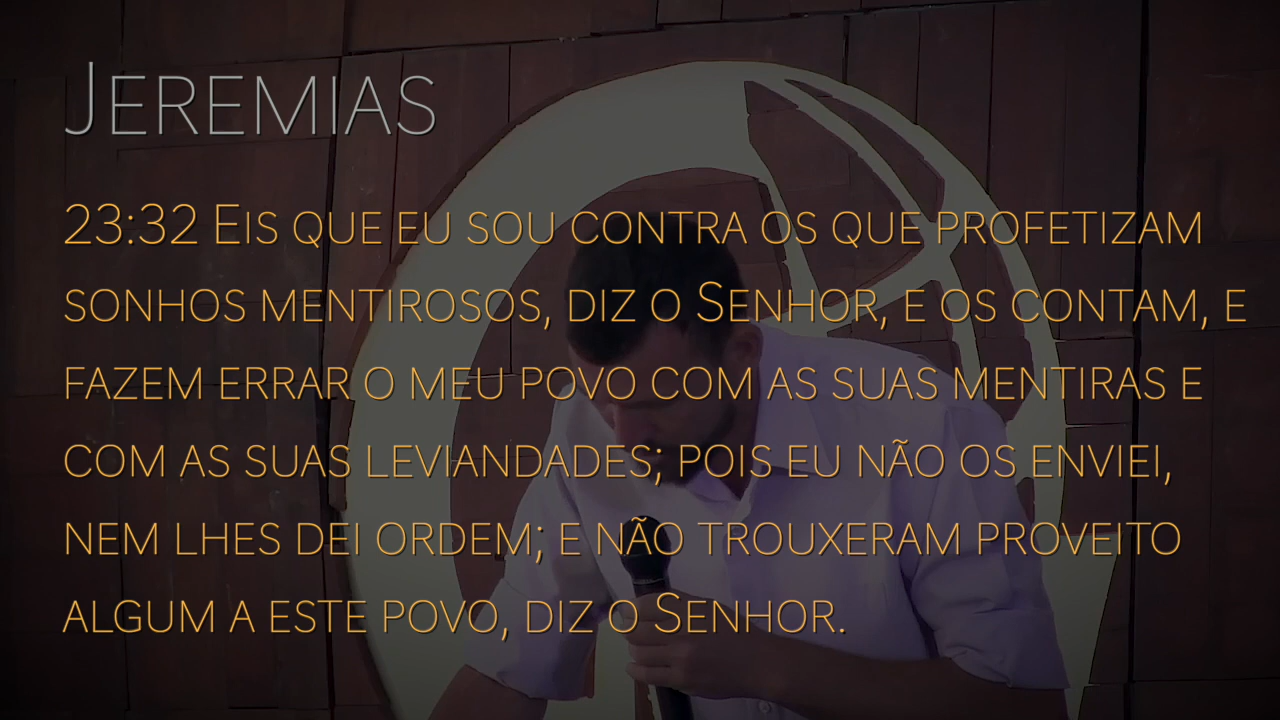 Jeremias
23:32 Eis que eu sou contra os que profetizam
sonhos mentirosos, diz o Senhor, e os contam, e
fazem errar o meu povo com as suas mentiras e
com as suas leviandades; pois eu não os enviei,
nem lhes dei ordem; e não trouxeram proveito
algum a este povo, diz o Senhor.